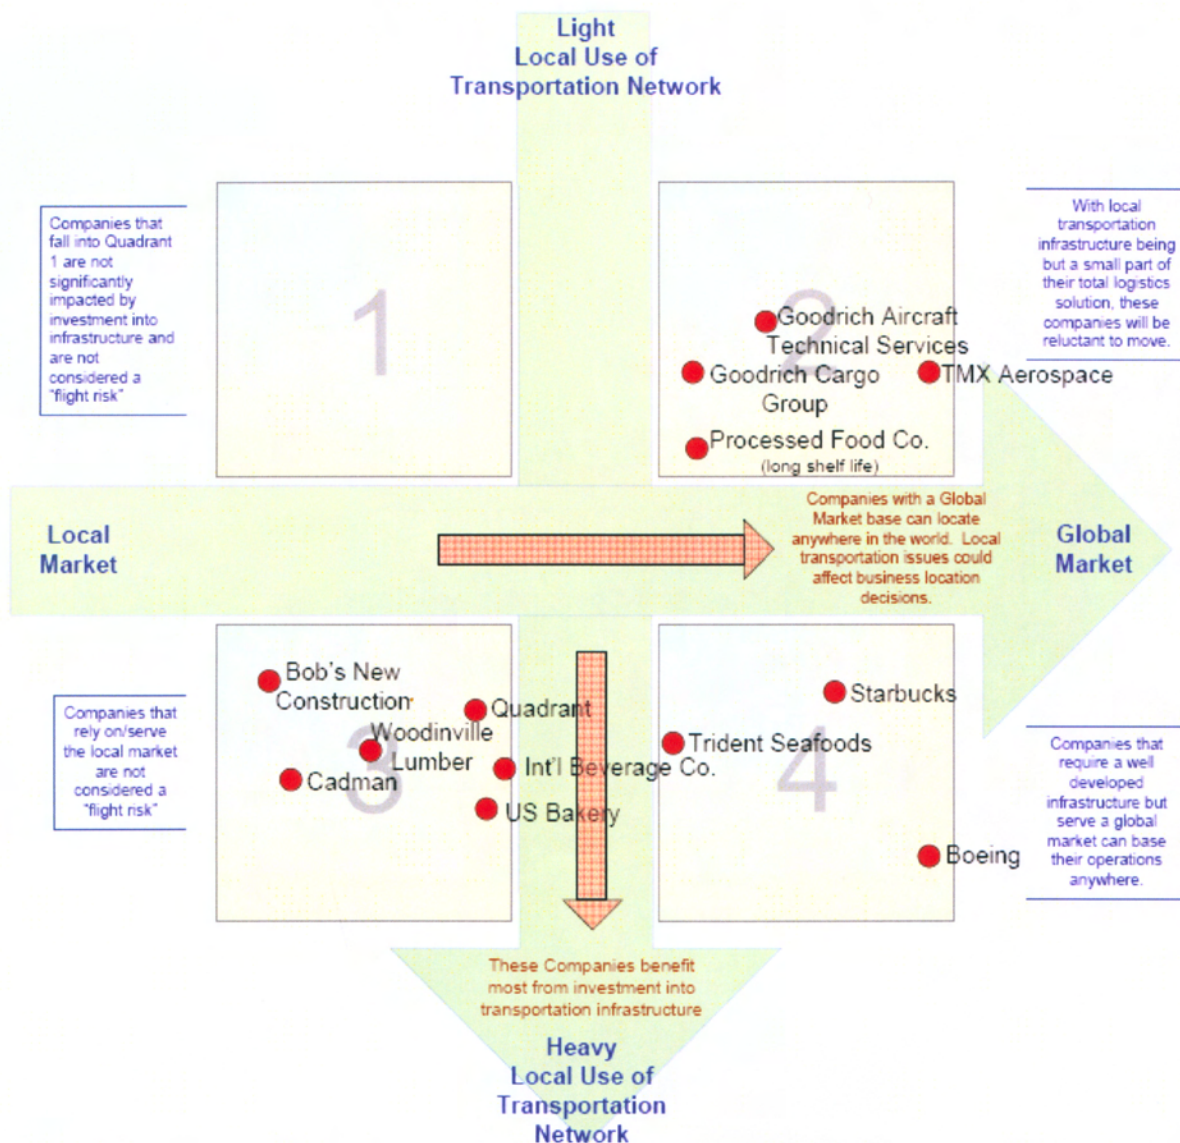 Light
Local Use of
Transportation Network
Companies that
fall into Quadrant
1 are not
significantly
impacted by
investment into
infrastructure and
are not
considered a
"flight risk"
1
2
Goodrich Aircraft
Technical Services
Goodrich Cargo
Group
TMX Aerospace
Processed Food Co.
(long shelf life)
With local
transportation
infrastructure being
but a small part of
their total logistics
solution, these
companies will be
reluctant to move.
Local
Market
Companies with a Global
Market base can locate
anywhere in the world. Local
transportation issues could
affect business location
decisions.
Global
Market
Companies that
rely on/serve
the local market
are not
considered a
"flight risk"
3
Bob's New
Construction
Quadrant
Woodinville
Lumber
Cadman
Int'l Beverage Co.
US Bakery
4
Starbucks
Trident Seafoods
Boeing
Companies that
require a well
developed
infrastructure but
serve a global
market can base
their operations
anywhere.
These Companies benefit
most from investment into
transportation infrastructure
Heavy
Local Use of
Transportation
Network